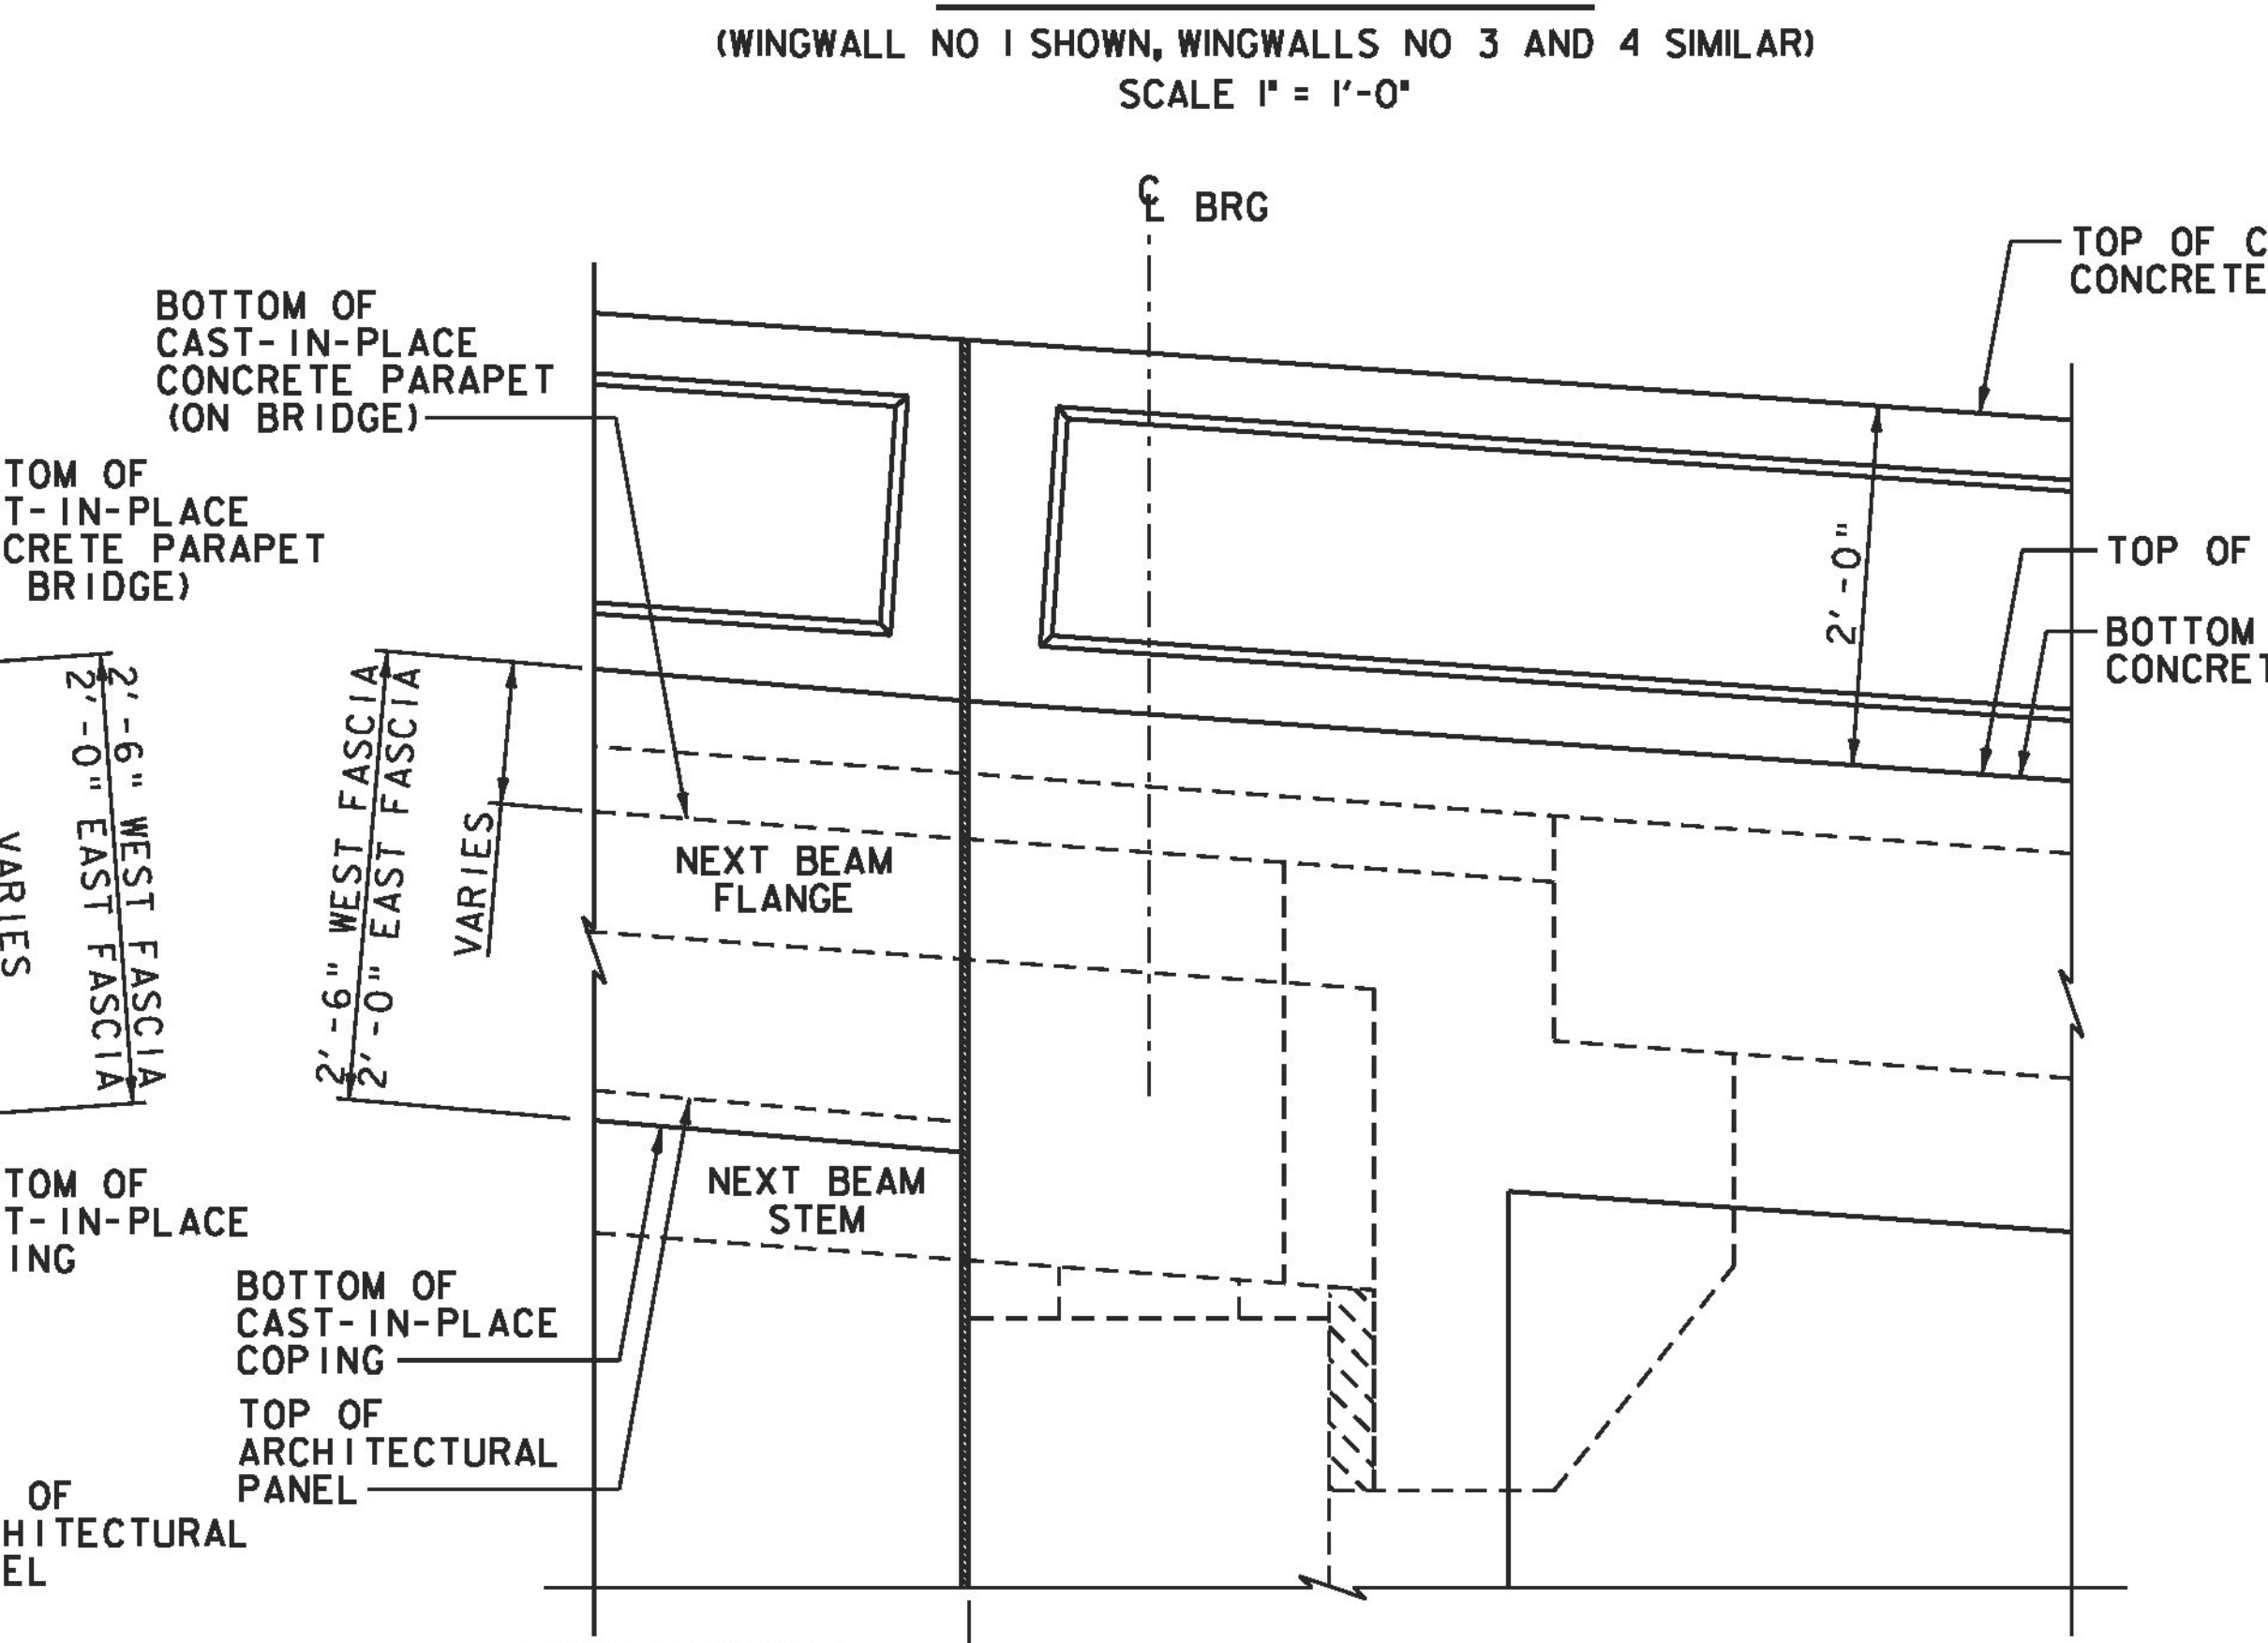 (WINGWALL NO 1 SHOWN, WINGWALLS NO 3 AND 4 SIMILAR)
SCALE 1" = 1'-0"
℄ BRG
TOP OF C
CONCRETE
BOTTOM OF
CAST-IN-PLACE
CONCRETE PARAPET
(ON BRIDGE)
TOM OF
T-IN-PLACE
CRETE PARAPET
BRIDGE)
2'-0"
TOP OF
BOTTOM
CONCRET
2'-6" WEST FASCIA
2'-0" EAST FASCIA
VARIES
2'-6" WEST FASCIA
2'-0" EAST FASCIA
VARIES
NEXT BEAM
FLANGE
NEXT BEAM
STEM
TOM OF
T-IN-PLACE
ING
BOTTOM OF
CAST-IN-PLACE
COPING
TOP OF
ARCHITECTURAL
PANEL
OF
HITECTURAL
EL